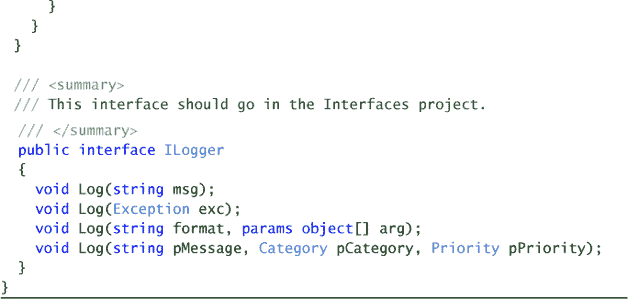 }
}
}
/// <summary>
/// This interface should go in the Interfaces project.
/// </summary>
public interface ILogger
{
void Log(string msg);
void Log(Exception exc);
void Log(string format, params object[] arg);
void Log(string pMessage, Category pCategory, Priority pPriority);
}
}